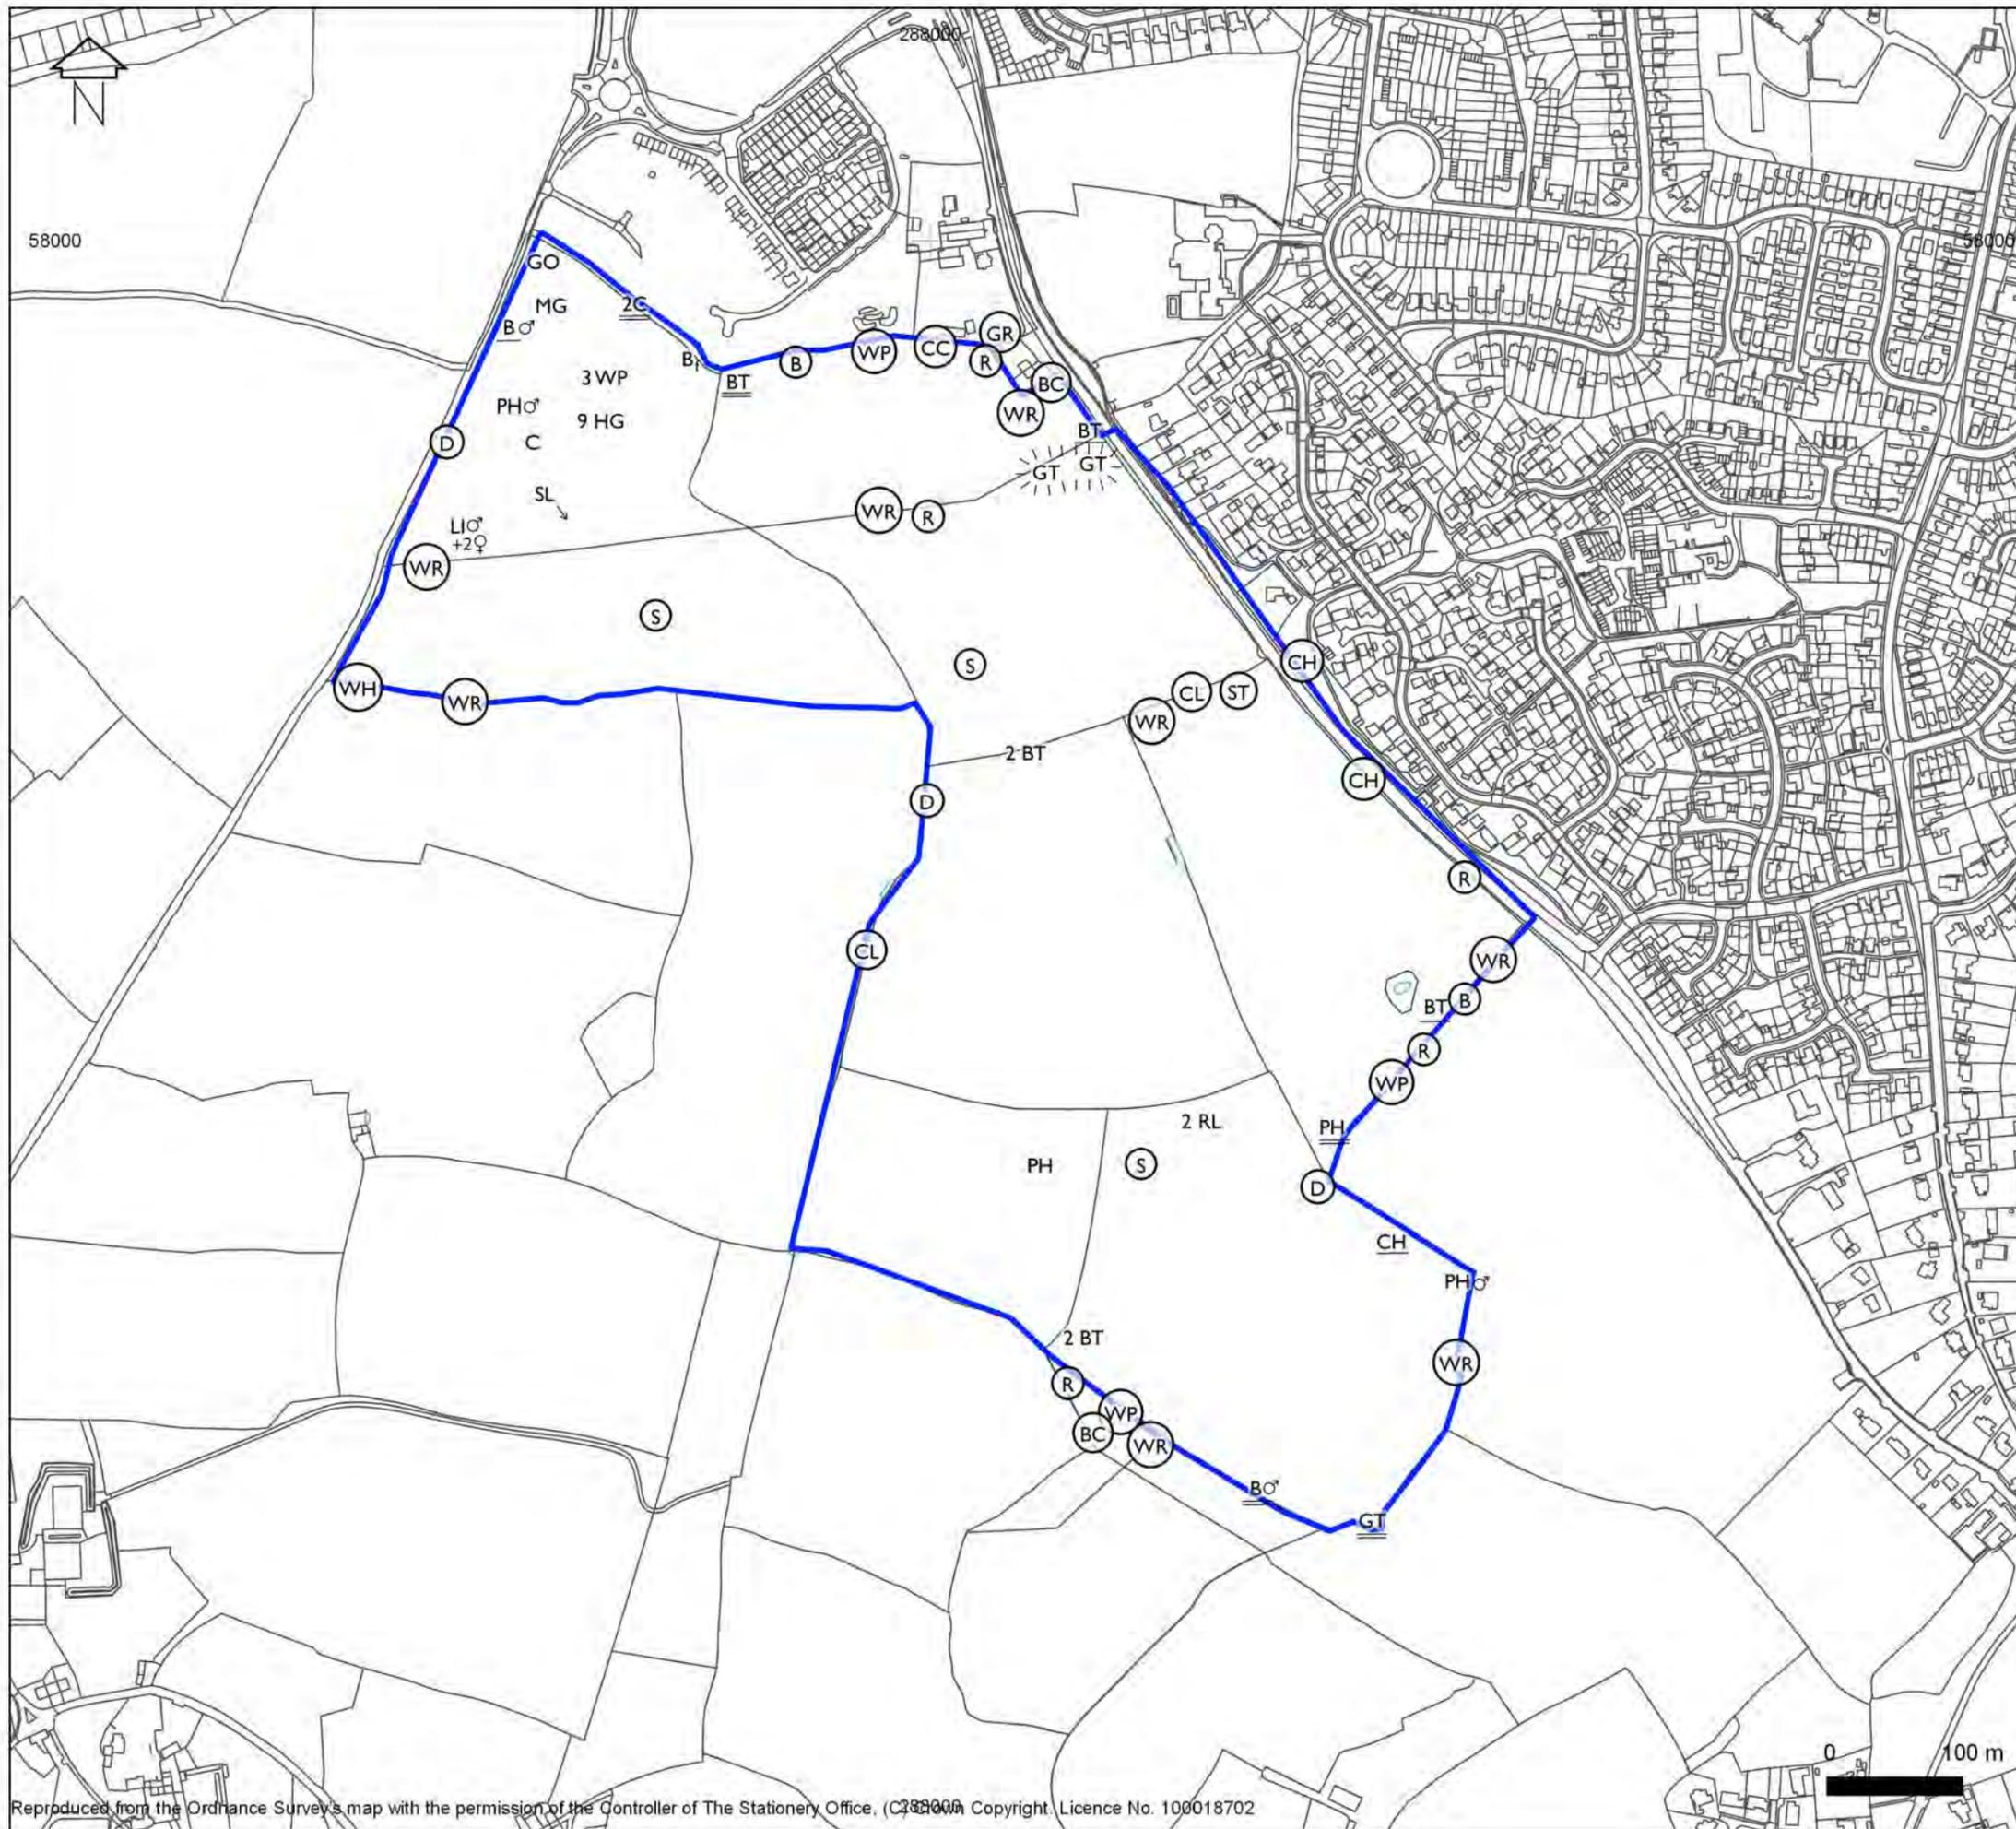 288000
N
58000
58000
GO
MG
2C
B♂
B
BT
B
WP
CC
GR
R
BC
WR
3 WP
PH♂
9 HG
C
D
BT
GT
GT
SL
LI♂
+2♀
WR
WR
R
S
S
WH
WR
CH
CL
ST
WR
2 BT
CH
D
R
CL
WR
B
BT
R
WP
2 RL
PH
PH
S
D
CH
PH♂
2 BT
WR
R
WP
BC
WR
B♂
GT
0 100 m
Reproduced from the Ordnance Survey's map with the permission of the Controller of The Stationery Office, (C) Crown Copyright. Licence No. 100018702
288000